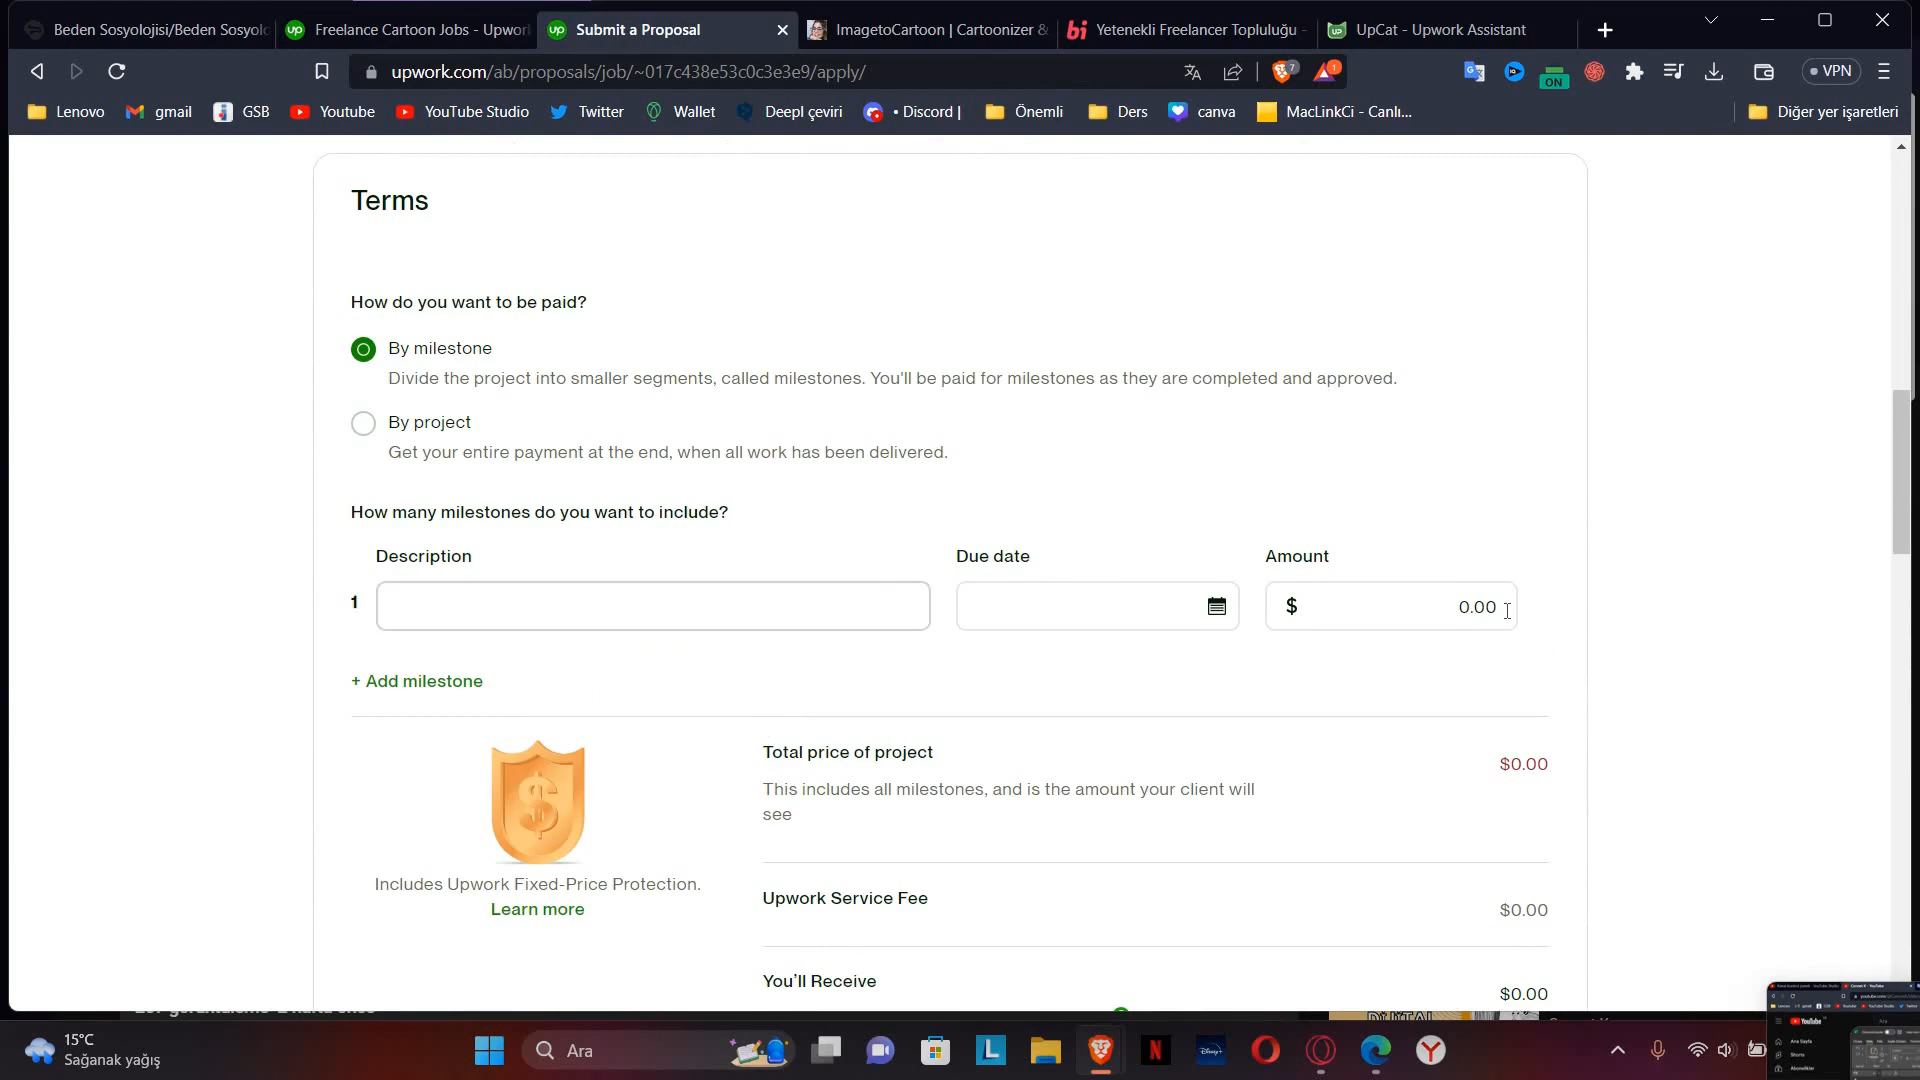 Beden Sosyolojisi/Beden Sosyolo
Freelance Cartoon Jobs - Upwor
Submit a Proposal
ImagetoCartoon | Cartoonizer &
Yetenekli Freelancer Topluluğu -
UpCat - Upwork Assistant
upwork.com/ab/proposals/job/~017c438e53c0c3e3e9/apply/
7
1
ON
VPN
Lenovo
gmail
GSB
Youtube
YouTube Studio
Twitter
Wallet
Deepl çeviri
• Discord |
Önemli
Ders
canva
MacLinkCi - Canlı...
Diğer yer işaretleri
Terms
How do you want to be paid?
By milestone
Divide the project into smaller segments, called milestones. You'll be paid for milestones as they are completed and approved.
By project
Get your entire payment at the end, when all work has been delivered.
How many milestones do you want to include?
Description
Due date
Amount
1
$
0.00
+ Add milestone
Total price of project
$0.00
This includes all milestones, and is the amount your client will
see
Includes Upwork Fixed-Price Protection.
Learn more
Upwork Service Fee
$0.00
You'll Receive
$0.00
15°C
Sağanak yağış
Ara